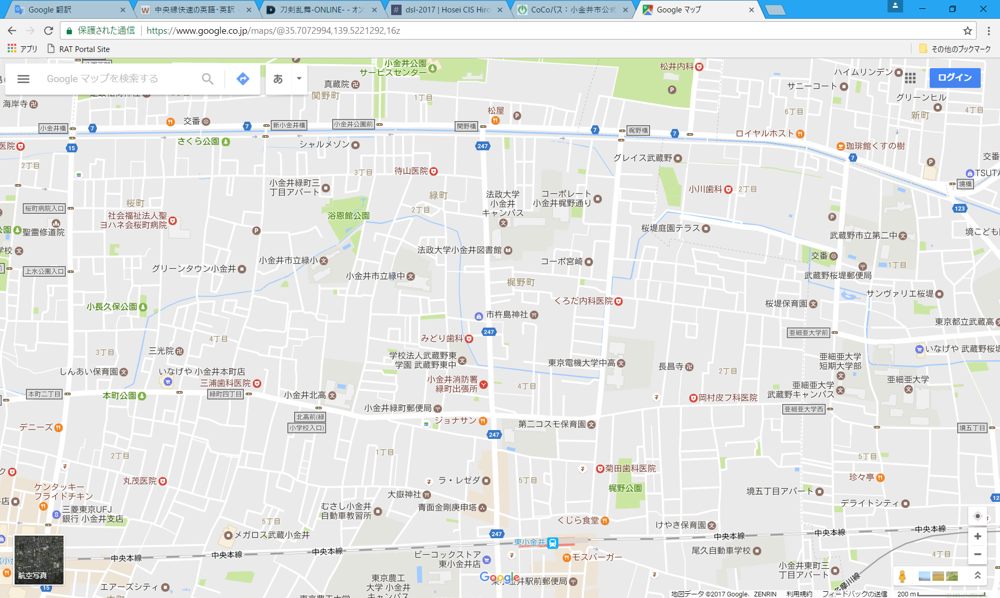 Google 翻訳
中央線快速の英語・英訳 -
刀剣乱舞-ONLINE- - オン
dsl-2017 | Hosei CIS Hiro
CoCoバス：小金井市公式
Google マップ
保護された通信
https://www.google.co.jp/maps/@35.7072994,139.5221292,16z
アプリ
RAT Portal Site
その他のブックマーク
Google マップを検索する
あ
ログイン
小金井公園
サービスセンター
真蔵院
関野町
1丁目
松井内科
ハイムリンデン
サニーコート
グリーンヒル
新町
4丁目
6丁目
海岸寺
松屋
交番
小金井橋
7
7
新小金井橋
小金井公園前
関野橋
7
梶野橋
7
ロイヤルホスト
珈琲館くすの樹
7
交番
医院
さくら公園
シャルメゾン
15
247
グレイス武蔵野
2丁目
3丁目
待山医院
TSUTA
境橋
小金井緑町三
丁目アパート
緑町
法政大学
小金井
キャンパス
コーポレート
小金井梶野通り
小川歯科
2丁目
桜町
桜町病院入口
123
2丁目
浴恩館公園
社会福祉法人聖
ヨハネ会桜町病院
公園
聖霊修道院
桜堤庭園テラス
武蔵野市立第二中
境こども
学校
法政大学小金井図書館
小金井市立緑小
コーポ宮崎
交番
上水公園入口
グリーンタウン小金井
小金井市立緑中
1丁目
武蔵野桜堤郵便局
梶野町
サンヴァリエ桜堤
くろだ内科医院
桜堤保育園
小長久保公園
市杵島神社
東京都立武蔵高
247
亜細亜大学前
みどり歯科
4丁目
三光院
3丁目
学校法人武蔵野東
学園 武蔵野東中
東京電機大学中高
長昌寺
2丁目
亜細亜大学
短期大学部
いなげや 武蔵野桜堤
しんあい保育園
いなげや 小金井本町店
三浦歯科医院
小金井消防署
緑町出張所
4丁目
亜細亜大学
武蔵野キャンパス
亜細亜大学
本町二丁目
本町公園
緑町四丁目
小金井北高
岡村皮フ科医院
小金井緑町郵便局
亜細亜大学西
北高前(緑
小学校入口)
ジョナサン
第二コスモ保育園
デニーズ
247
境五丁目
1丁目
2丁目
5丁目
ク
丸茂医院
ラ・レゼダ
5丁目
菊田歯科医院
珍々亭
ケンタッキー
フライドチキン
大嶽神社
梶野公園
境五丁目アパート
店
三菱東京UFJ
銀行 小金井支店
むさし小金井
自動車教習所
青面金剛庚申塔
デライトシティ
12
5丁目
くじら食堂
けやき保育園
メガロス武蔵小金井
247
東小金井
中央本線
中央本線
中央本線
中央本線
中央本線
中央本線
尾久自動車学校
ピーコックストア
東小金井店
モスバーガー
4丁目
小金井東町三
丁目アパート
航空写真
15
エアーズシティ
東京農工
大学 小金井
キャンパス
Google
東小金井駅前郵便局
多摩川線
地図データ ©2017 Google、ZENRIN
利用規約
フィードバックの送信
200 m